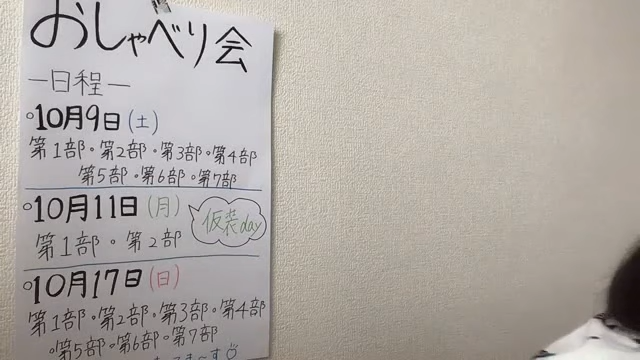 おしゃべり会
ー日程ー
○10月9日(土)
第1部。第2部。第3部。第4部
第5部。第6部。第7部
○10月11日(月)
仮装day
第1部。第2部
○10月17日(日)
第1部。第2部。第3部。第4部
。第5部。第6部。第7部